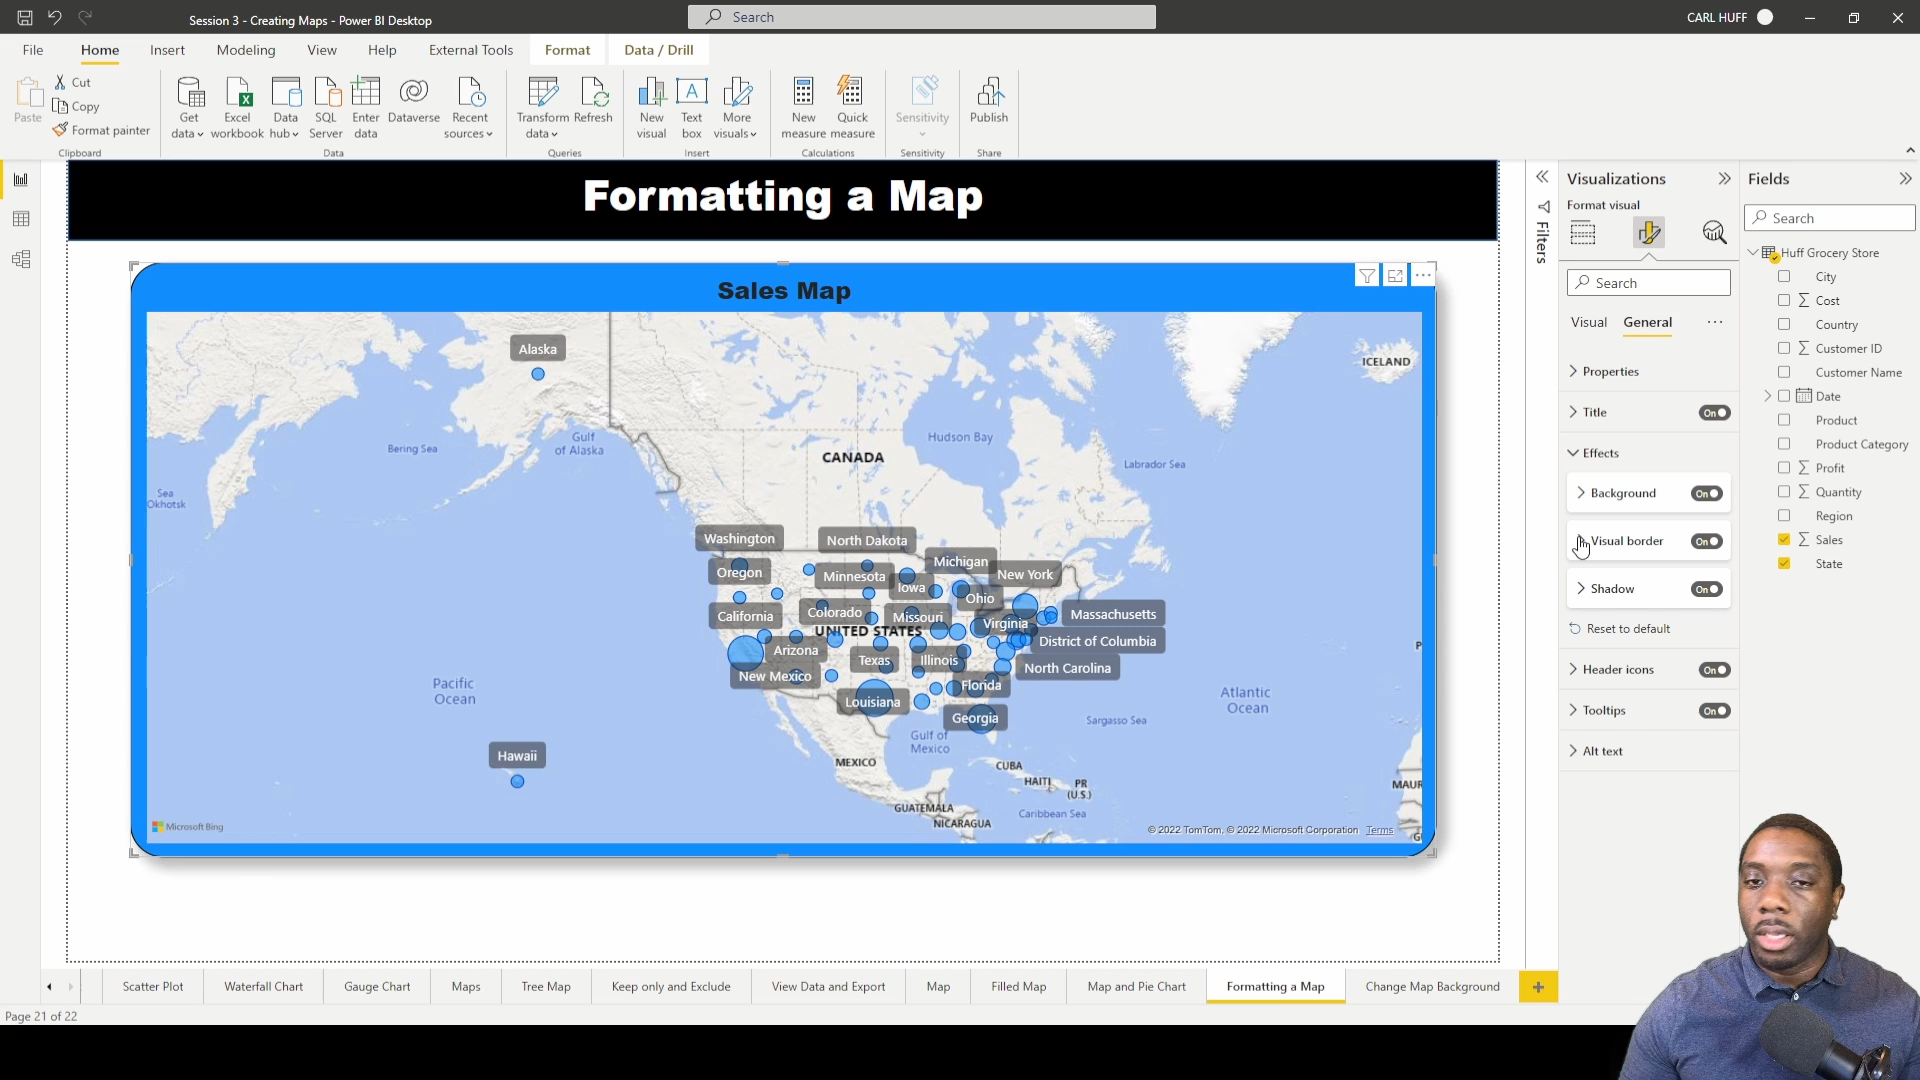 Session 3 - Creating Maps - Power BI Desktop
Search
CARL HUFF
File
Home
Insert
Modeling
View
Help
External Tools
Format
Data / Drill
Paste
Cut
Copy
Format painter
Clipboard
Get data
Excel workbook
Data hub
SQL Server
Enter data
Dataverse
Recent sources
Data
Transform data
Refresh
Queries
New visual
Text box
More visuals
Insert
New measure
Quick measure
Calculations
Sensitivity
Sensitivity
Publish
Share
Formatting a Map
Sales Map
Alaska
ICELAND
Gulf of Alaska
Bering Sea
Hudson Bay
CANADA
Labrador Sea
Sea
Okhotsk
Washington
North Dakota
Michigan
New York
Oregon
Minnesota
Iowa
Ohio
California
Colorado
Missouri
Virginia
Massachusetts
UNITED STATES
District of Columbia
Arizona
Texas
Illinois
North Carolina
New Mexico
Florida
Louisiana
Georgia
Pacific Ocean
Atlantic Ocean
Sargasso Sea
Gulf of Mexico
Hawaii
MEXICO
CUBA
HAITI
PR (U.S.)
MAUR
GUATEMALA
Caribbean Sea
NICARAGUA
Microsoft Bing
© 2022 TomTom, © 2022 Microsoft Corporation Terms
Filters
Visualizations
Format visual
Search
Visual
General
Properties
Title
On
Effects
Background
On
Visual border
On
Shadow
On
Reset to default
Header icons
On
Tooltips
On
Alt text
Fields
Search
Huff Grocery Store
City
Cost
Country
Customer ID
Customer Name
Date
Product
Product Category
Profit
Quantity
Region
Sales
State
Scatter Plot
Waterfall Chart
Gauge Chart
Maps
Tree Map
Keep only and Exclude
View Data and Export
Map
Filled Map
Map and Pie Chart
Formatting a Map
Change Map Background
Page 21 of 22